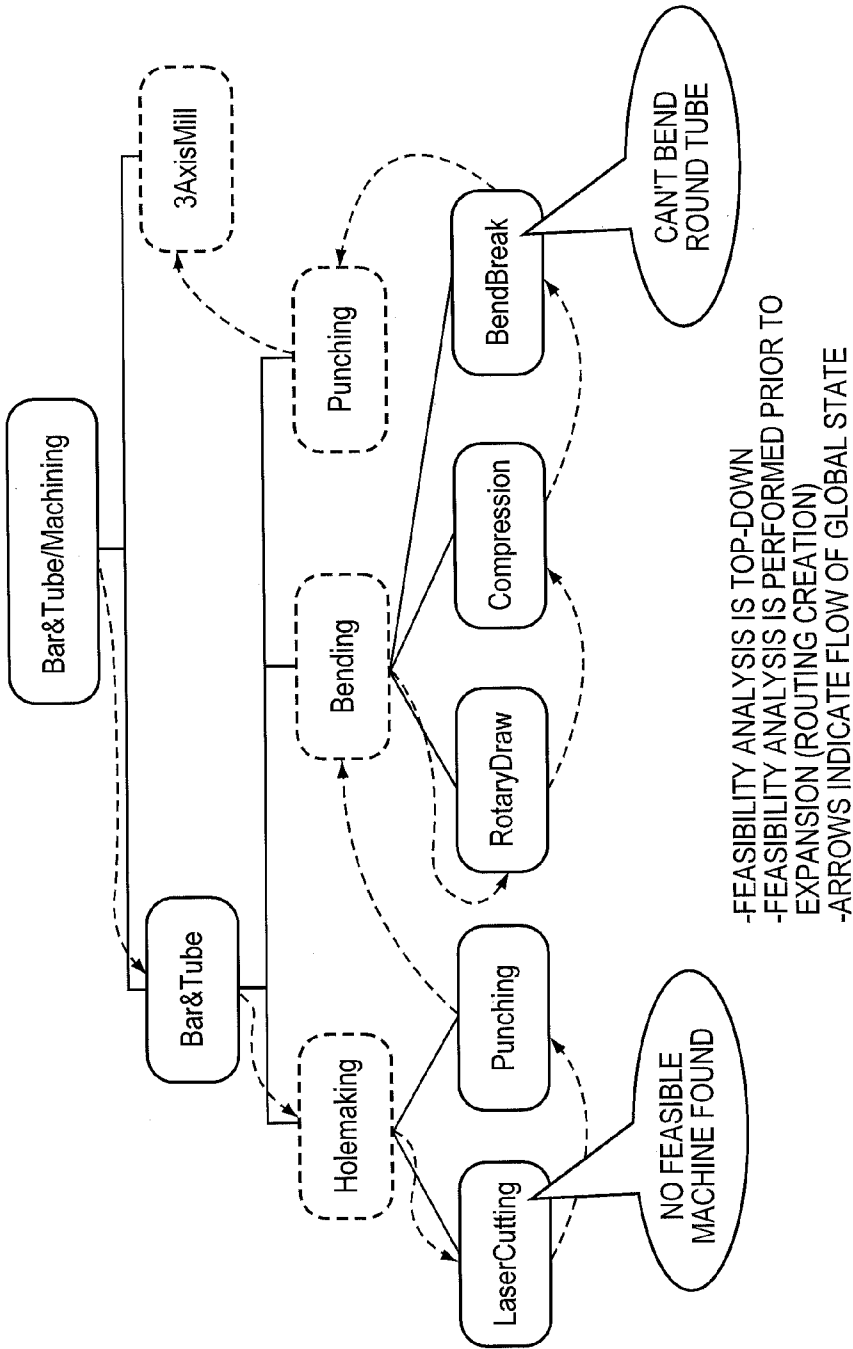 Bar&Tube/Machining
Bar&Tube
3AxisMill
Holemaking
Bending
Punching
LaserCutting
Punching
RotaryDraw
Compression
BendBreak
NO FEASIBLE
MACHINE FOUND
CAN'T BEND
ROUND TUBE
-FEASIBILITY ANALYSIS IS TOP-DOWN
-FEASIBILITY ANALYSIS IS PERFORMED PRIOR TO
EXPANSION (ROUTING CREATION)
-ARROWS INDICATE FLOW OF GLOBAL STATE